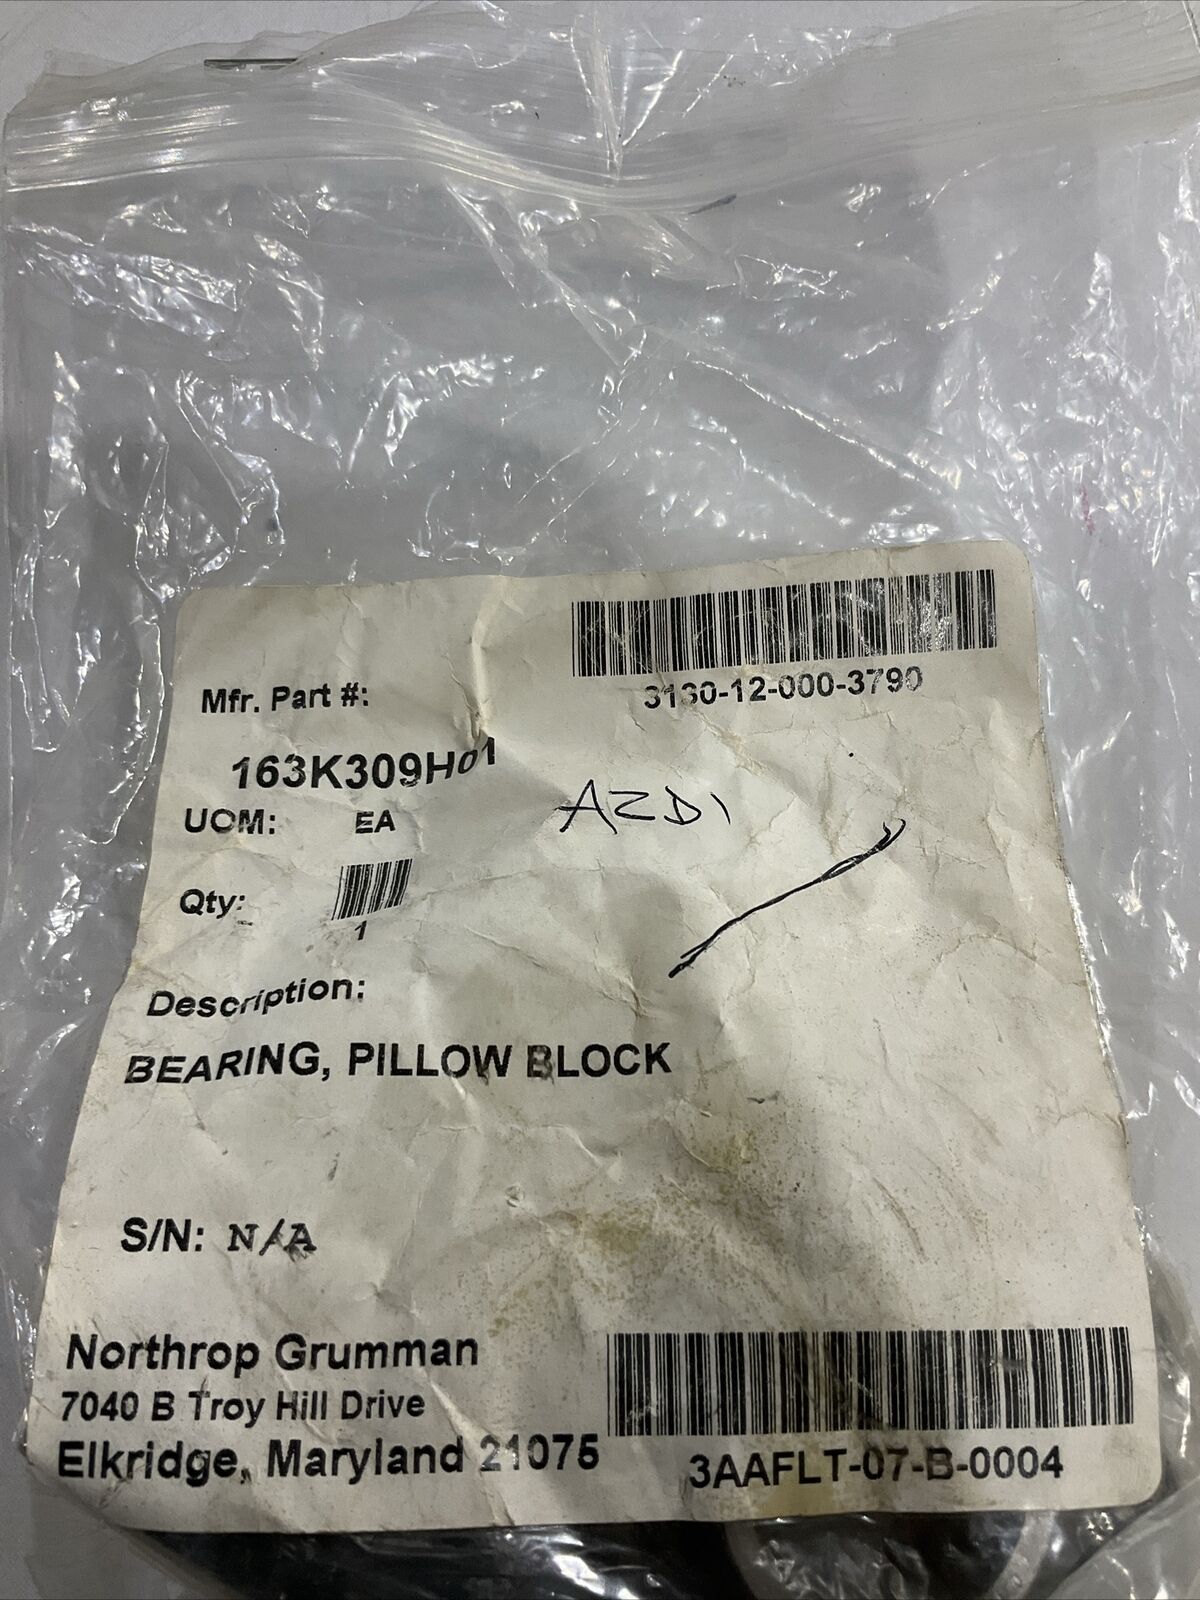 3130-12-000-3790
Mfr. Part #:
163K309H01
UOM: EA
AZD1
Qty:
1
Description:
BEARING, PILLOW BLOCK
S/N: N/A
Northrop Grumman
7040 B Troy Hill Drive
Elkridge, Maryland 21075
3AAFLT-07-B-0004